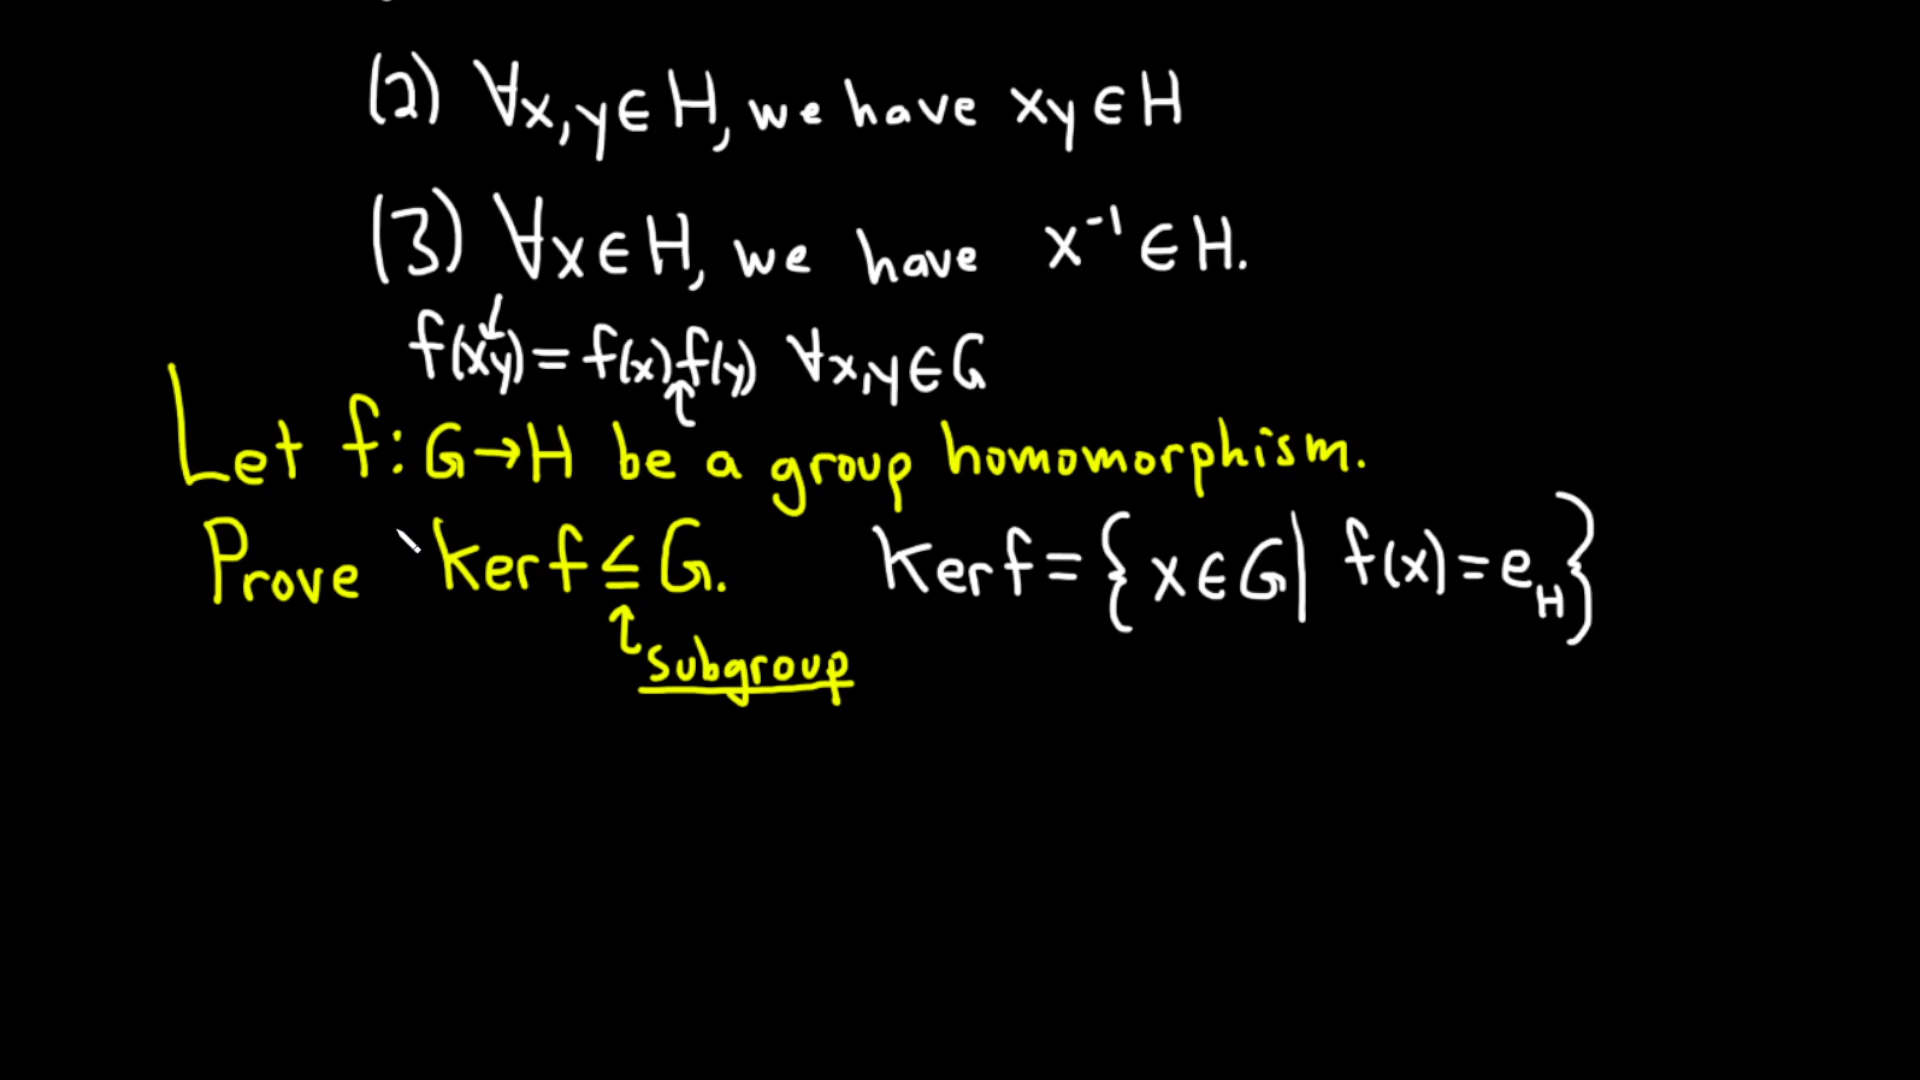 (2) ∀x,y∈H, we have xy∈H
(3) ∀x∈H, we have x⁻¹∈H.
f(xy)=f(x)f(y) ∀x,y∈G
Let f:G→H be a group homomorphism.
Prove Kerf≤G. Kerf={x∈G| f(x)=e_H}
subgroup